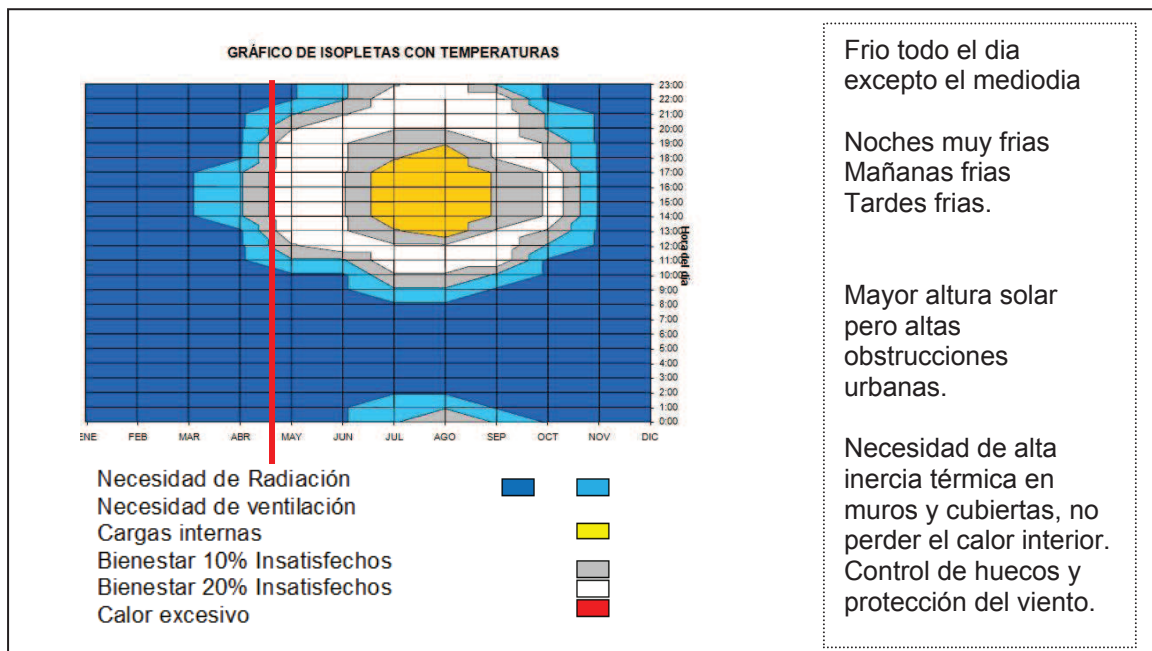 GRÁFICO DE ISOPLETAS CON TEMPERATURAS
23:00
22:00
21:00
20:00
19:00
18:00
17:00
16:00
15:00
14:00
13:00
12:00
11:00
10:00
9:00
8:00
7:00
6:00
5:00
4:00
3:00
2:00
1:00
0:00
Hora del día
ENE FEB MAR ABR MAY JUN JUL AGO SEP OCT NOV DIC
Necesidad de Radiación
Necesidad de ventilación
Cargas internas
Bienestar 10% Insatisfechos
Bienestar 20% Insatisfechos
Calor excesivo
Frio todo el dia
excepto el mediodia
Noches muy frias
Mañanas frias
Tardes frias.
Mayor altura solar
pero altas
obstrucciones
urbanas.
Necesidad de alta
inercia térmica en
muros y cubiertas, no
perder el calor interior.
Control de huecos y
protección del viento.